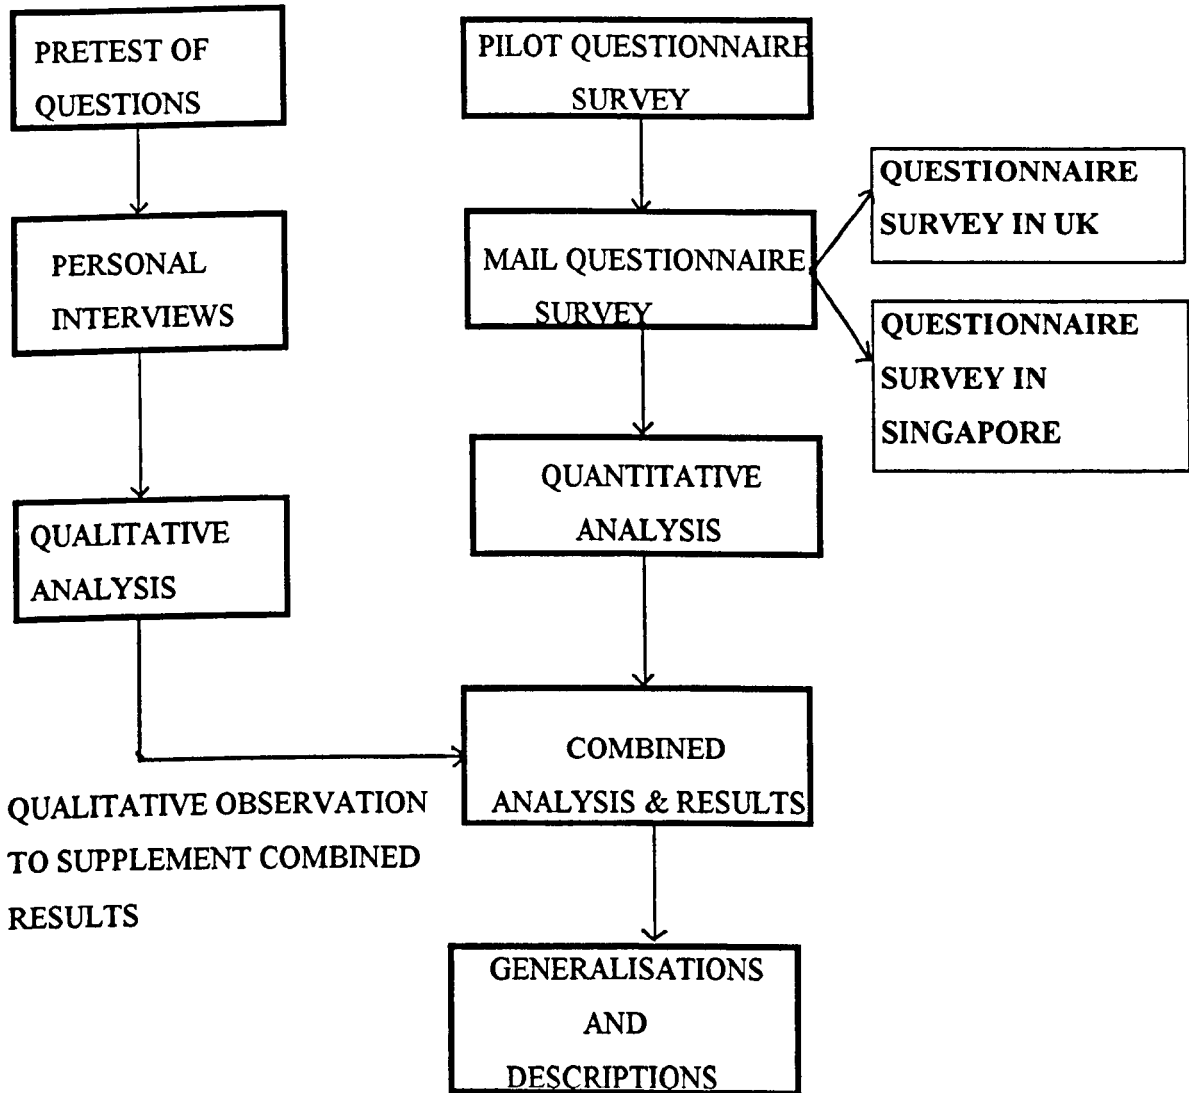 PRETEST OF
QUESTIONS
PERSONAL
INTERVIEWS
QUALITATIVE
ANALYSIS
QUALITATIVE OBSERVATION
TO SUPPLEMENT COMBINED
RESULTS
PILOT QUESTIONNAIRE
SURVEY
MAIL QUESTIONNAIRE
SURVEY
QUESTIONNAIRE
SURVEY IN UK
QUESTIONNAIRE
SURVEY IN
SINGAPORE
QUANTITATIVE
ANALYSIS
COMBINED
ANALYSIS & RESULTS
GENERALISATIONS
AND
DESCRIPTIONS